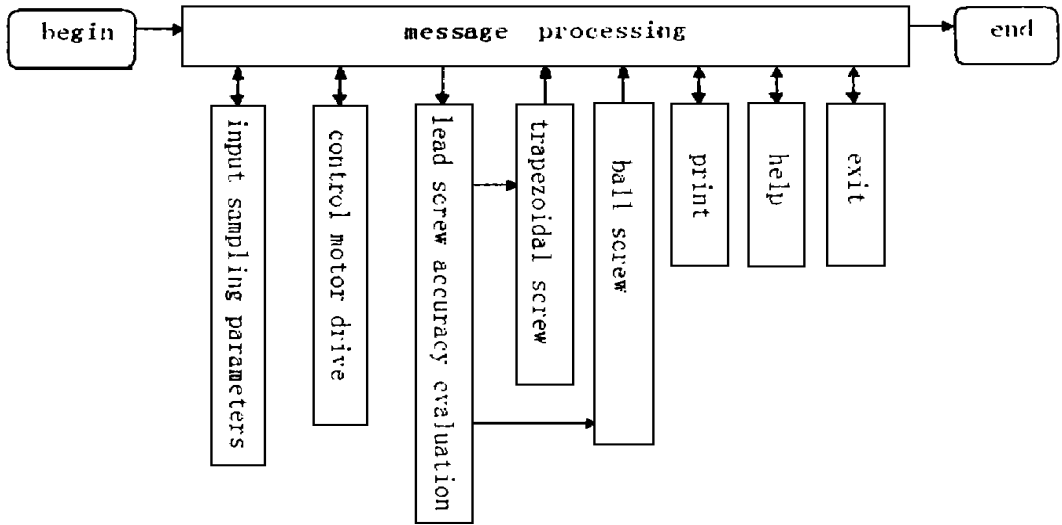 begin
message processing
end
input sampling parameters
control motor drive
lead screw accuracy evaluation
trapezoidal screw
ball screw
print
help
exit